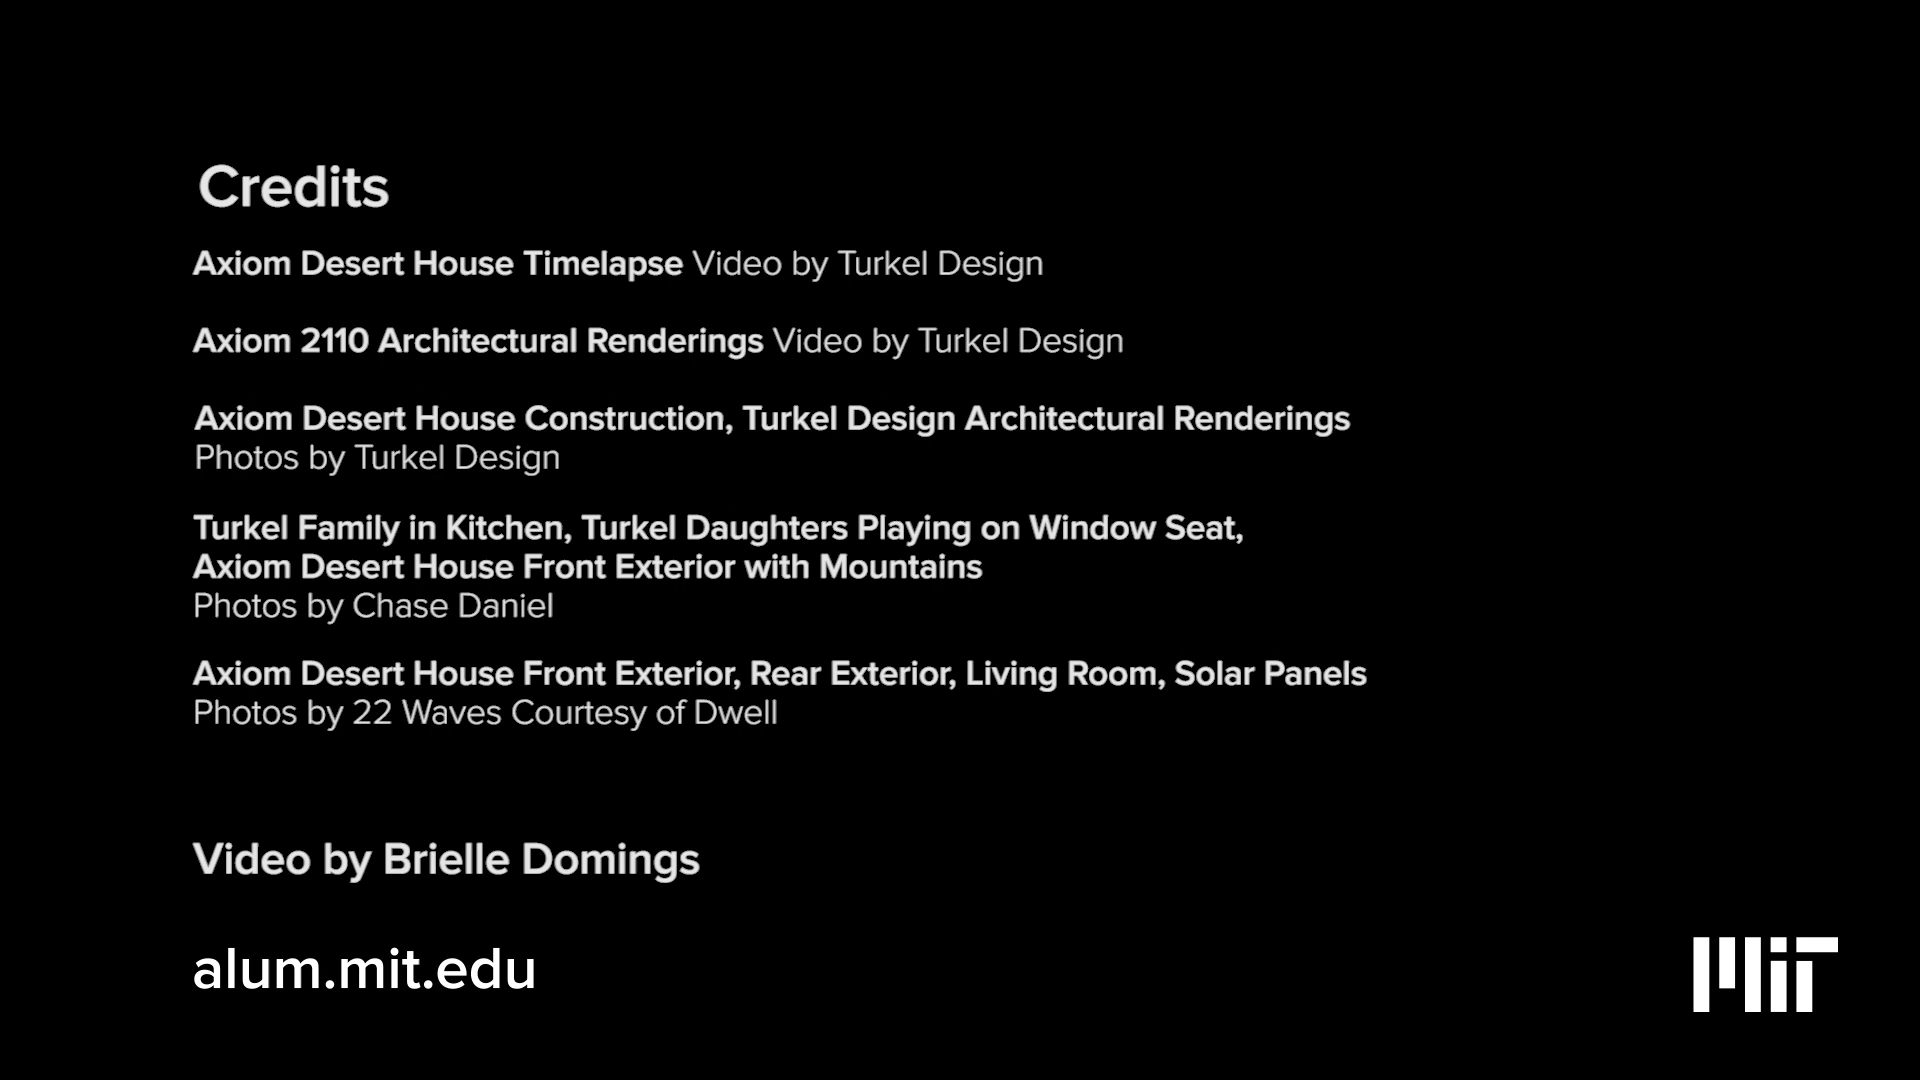 Credits
Axiom Desert House Timelapse Video by Turkel Design
Axiom 2110 Architectural Renderings Video by Turkel Design
Axiom Desert House Construction, Turkel Design Architectural Renderings
Photos by Turkel Design
Turkel Family in Kitchen, Turkel Daughters Playing on Window Seat,
Axiom Desert House Front Exterior with Mountains
Photos by Chase Daniel
Axiom Desert House Front Exterior, Rear Exterior, Living Room, Solar Panels
Photos by 22 Waves Courtesy of Dwell
Video by Brielle Domings
alum.mit.edu
MIT